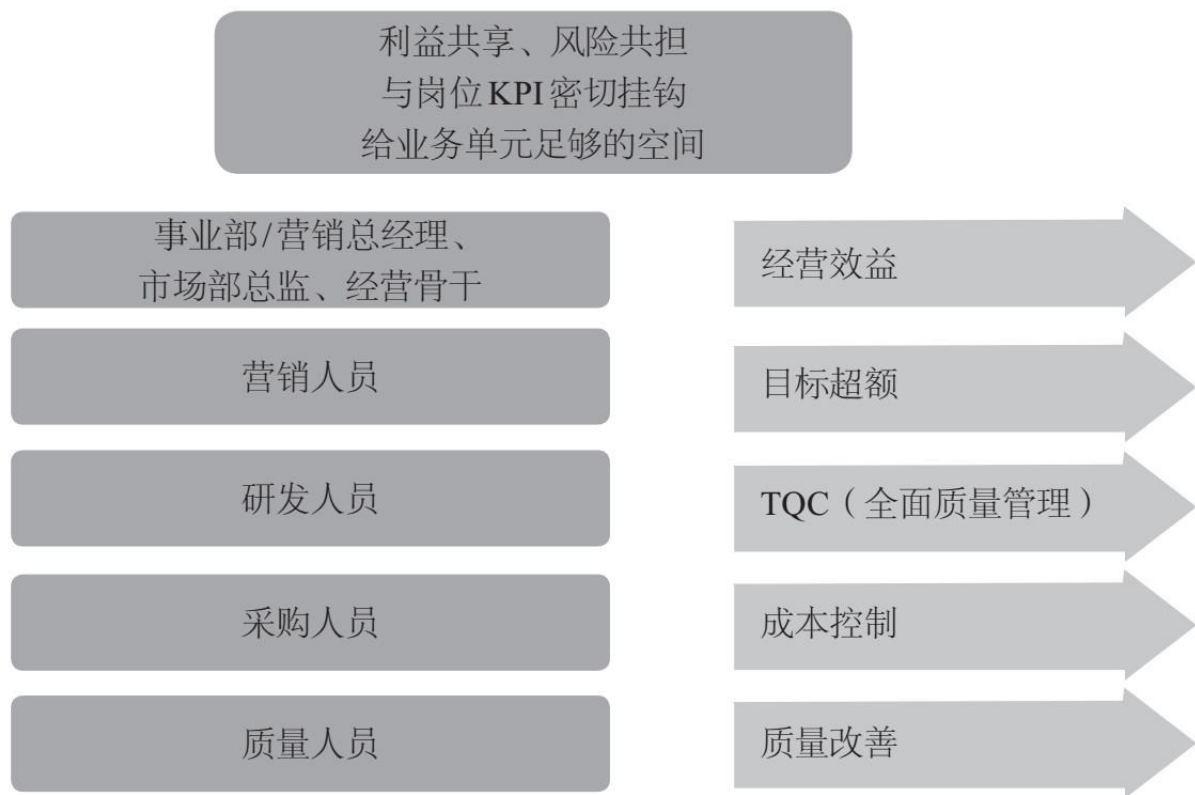 利益共享、风险共担
与岗位KPI密切挂钩
给业务单元足够的空间
事业部/营销总经理、
市场部总监、经营骨干
经营效益
营销人员
目标超额
研发人员
TQC（全面质量管理）
采购人员
成本控制
质量人员
质量改善